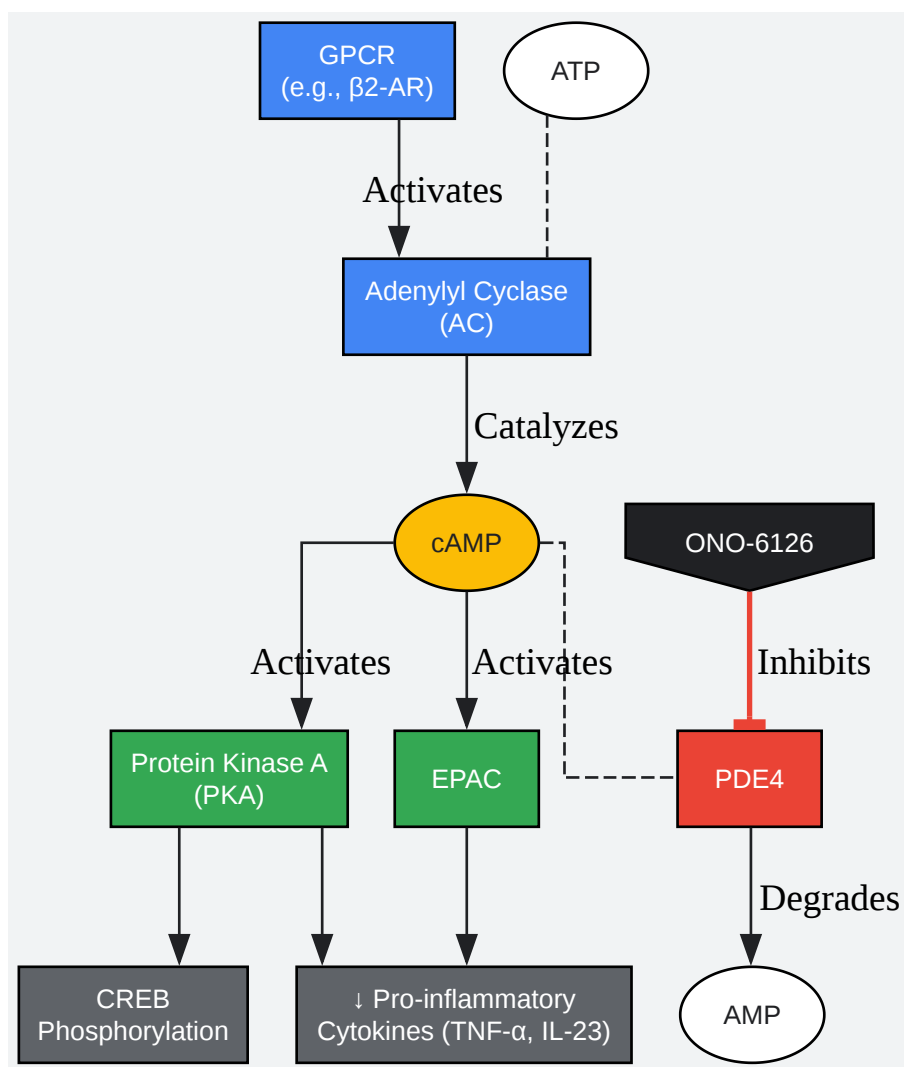 GPCR
(e.g., β2-AR)
ATP
Activates
Adenylyl Cyclase
(AC)
Catalyzes
cAMP
ONO-6126
Activates
Activates
Inhibits
Protein Kinase A
(PKA)
EPAC
PDE4
Degrades
CREB
Phosphorylation
↓ Pro-inflammatory
Cytokines (TNF-α, IL-23)
AMP